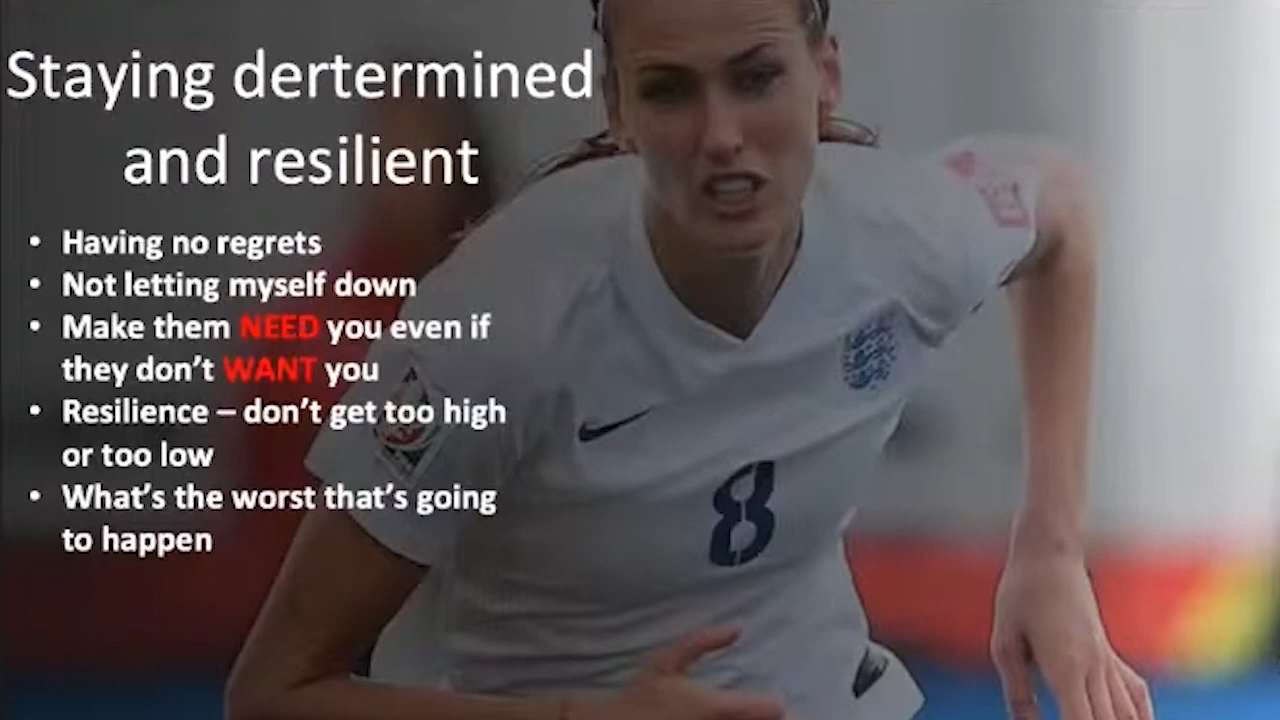 Staying dertermined
and resilient
• Having no regrets
• Not letting myself down
• Make them NEED you even if
they don’t WANT you
• Resilience – don’t get too high
or too low
• What’s the worst that’s going
to happen
8